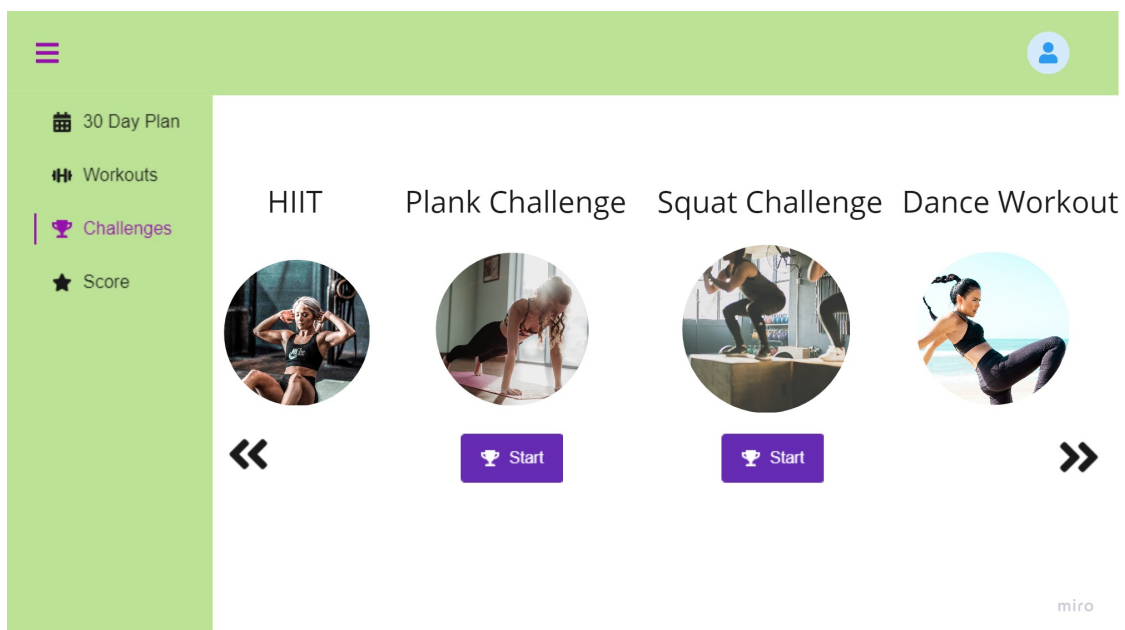 30 Day Plan
Workouts
Challenges
Score
HIIT
Plank Challenge
Squat Challenge
Dance Workout
Start
Start
miro